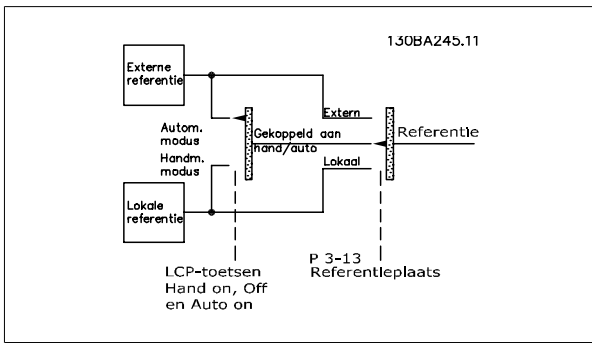 130BA245.11
Externe
referentie
Autom.
modus
Handm.
modus
Lokale
referentie
Extern
Gekoppeld aan
hand/auto
Lokaal
Referentie
LCP-toetsen
Hand on, Off
en Auto on
P 3-13
Referentieplaats